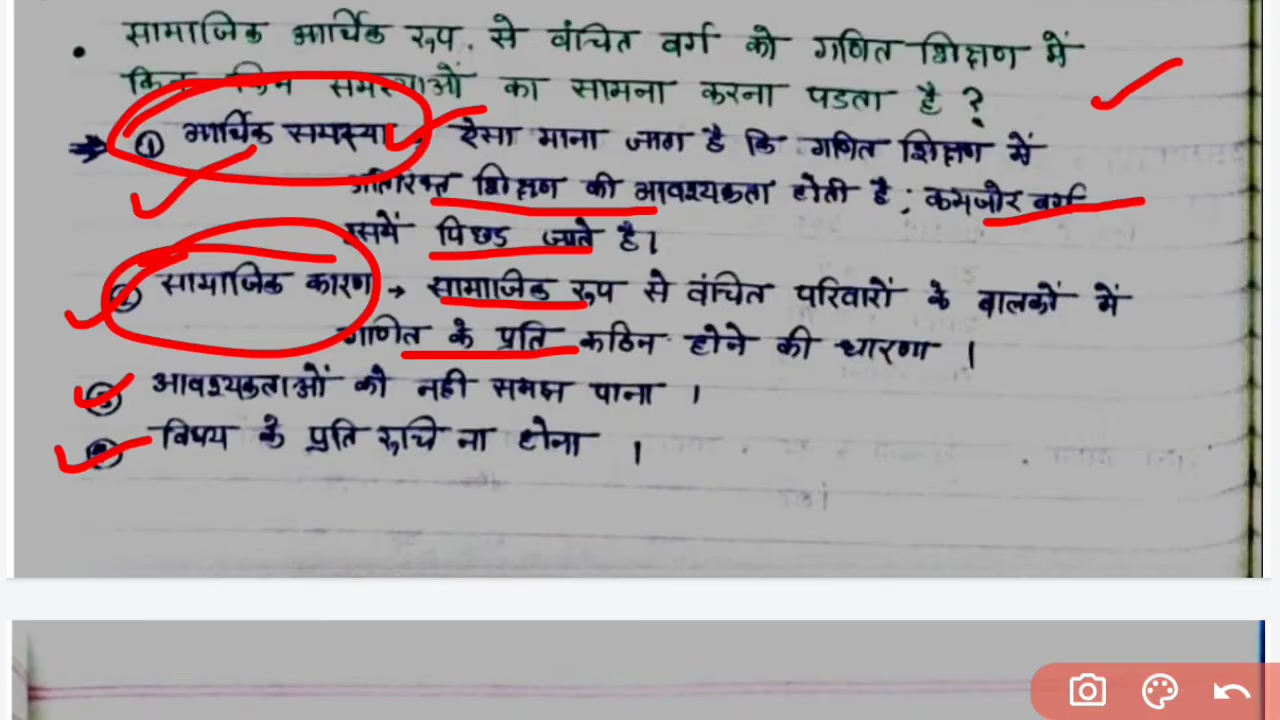 • सामाजिक आर्थिक रूप. से वंचित वर्ग को गणित शिक्षण में
किन किन समस्याओं का सामना करना पडता है ?
① आर्थिक समस्या → ऐसा माना जाता है कि गणित शिक्षण में
अतिरिक्त शिक्षण की आवश्यकता होती है ; कमजोर वर्ग
इसमें पिछड जाते है।
② सामाजिक कारण → सामाजिक रूप से वंचित परिवारों के बालकों में
गणित के प्रति कठिन होने की धारणा ।
③ आवश्यकताओं को नही समझ पाना ।
④ विषय के प्रति रूचि ना होना ।